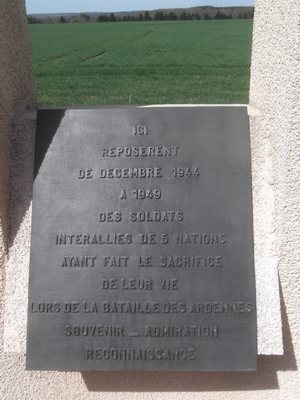 ICI
REPOSERENT
DE DECEMBRE 1944
A 1949
DES SOLDATS
INTERALLIES DE 5 NATIONS
AYANT FAIT LE SACRIFICE
DE LEUR VIE
LORS DE LA BATAILLE DES ARDENNES
SOUVENIR _ ADMIRATION
RECONNAISSANCE